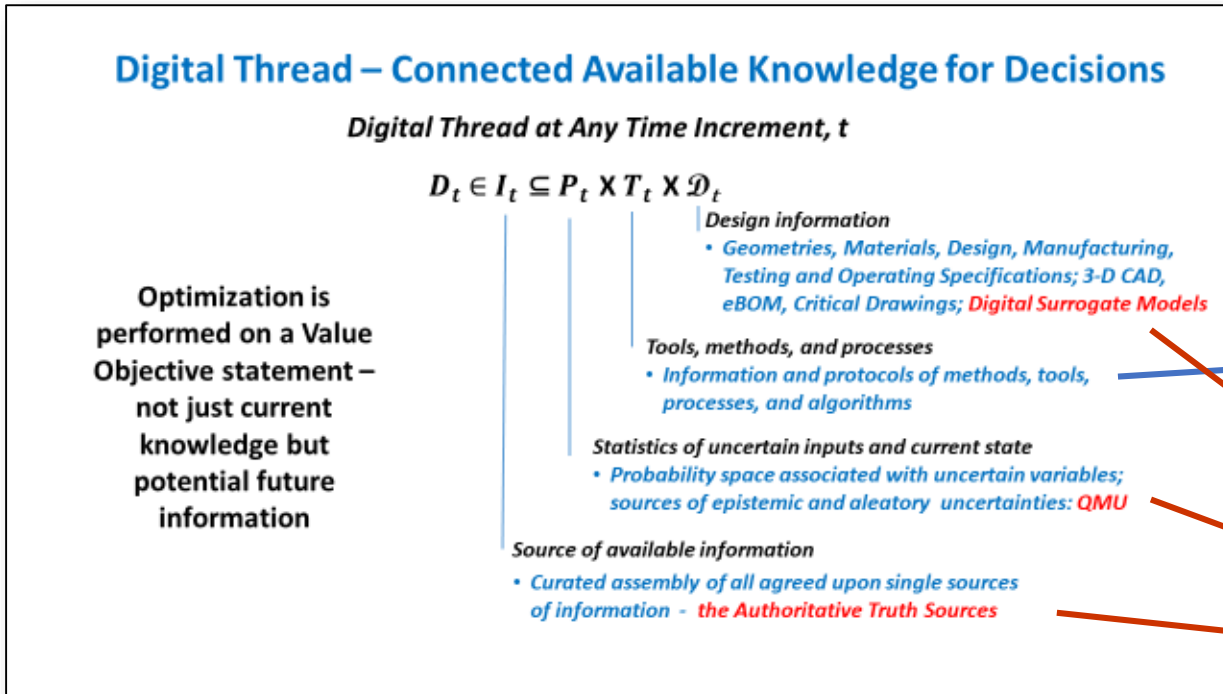 Digital Thread – Connected Available Knowledge for Decisions
Digital Thread at Any Time Increment, t
D_t ∈ I_t ⊆ P_t X T_t X 𝒟_t
Design information
• Geometries, Materials, Design, Manufacturing,
Testing and Operating Specifications; 3-D CAD,
eBOM, Critical Drawings; Digital Surrogate Models
Optimization is
performed on a Value
Objective statement –
not just current
knowledge but
potential future
information
Tools, methods, and processes
• Information and protocols of methods, tools,
processes, and algorithms
Statistics of uncertain inputs and current state
• Probability space associated with uncertain variables;
sources of epistemic and aleatory uncertainties: QMU
Source of available information
• Curated assembly of all agreed upon single sources
of information - the Authoritative Truth Sources